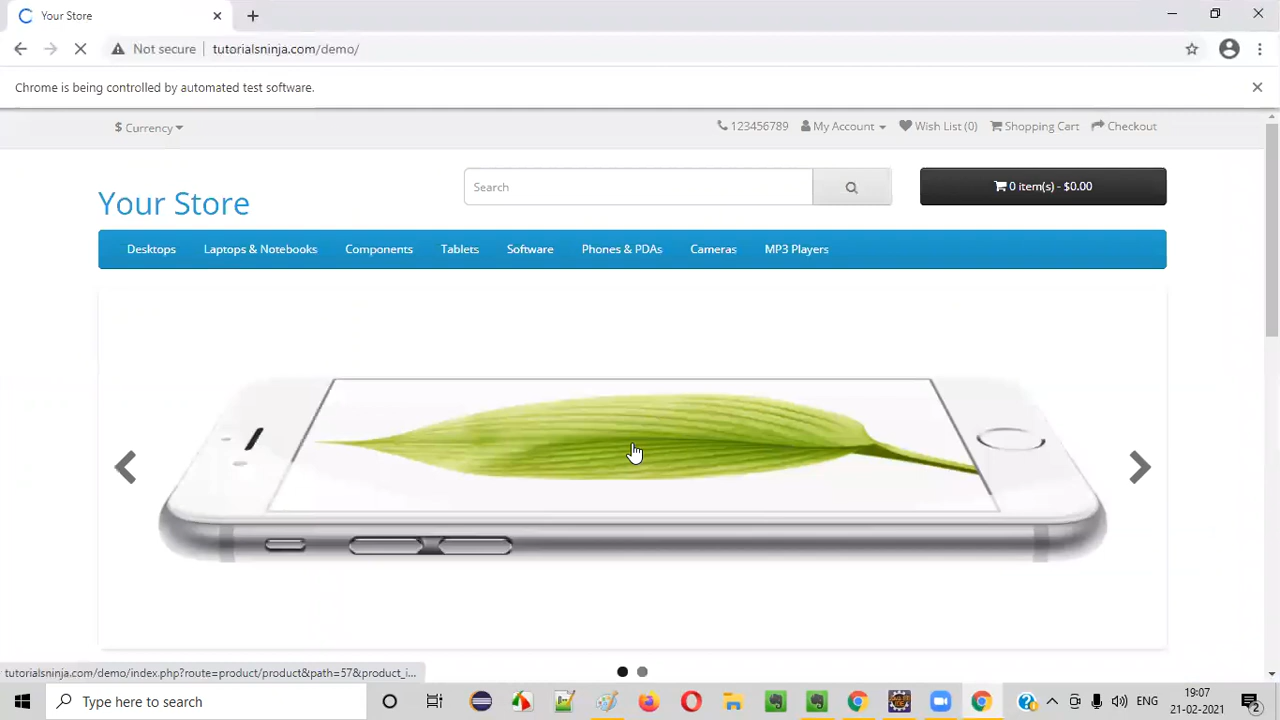 Your Store
Not secure tutorialsninja.com/demo/
Chrome is being controlled by automated test software.
$ Currency 123456789 My Account Wish List (0) Shopping Cart Checkout
Your Store Search 0 item(s) - $0.00
Desktops Laptops & Notebooks Components Tablets Software Phones & PDAs Cameras MP3 Players
tutorialsninja.com/demo/index.php?route=product/product&path=57&product_i...
Type here to search ENG 19:07
21-02-2021 2